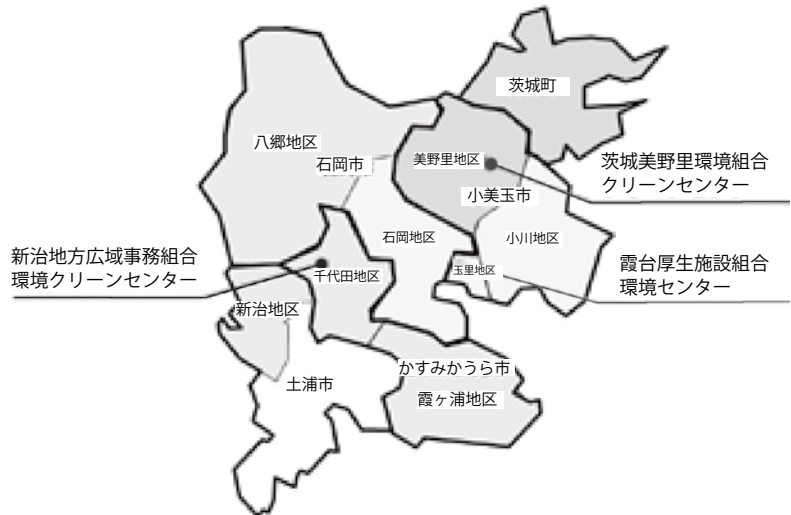 茨城町
八郷地区
石岡市
美野里地区
茨城美野里環境組合
クリーンセンター
小美玉市
石岡地区
小川地区
新治地方広域事務組合
環境クリーンセンター
千代田地区
玉里地区
霞台厚生施設組合
環境センター
新治地区
かすみかうら市
土浦市
霞ヶ浦地区